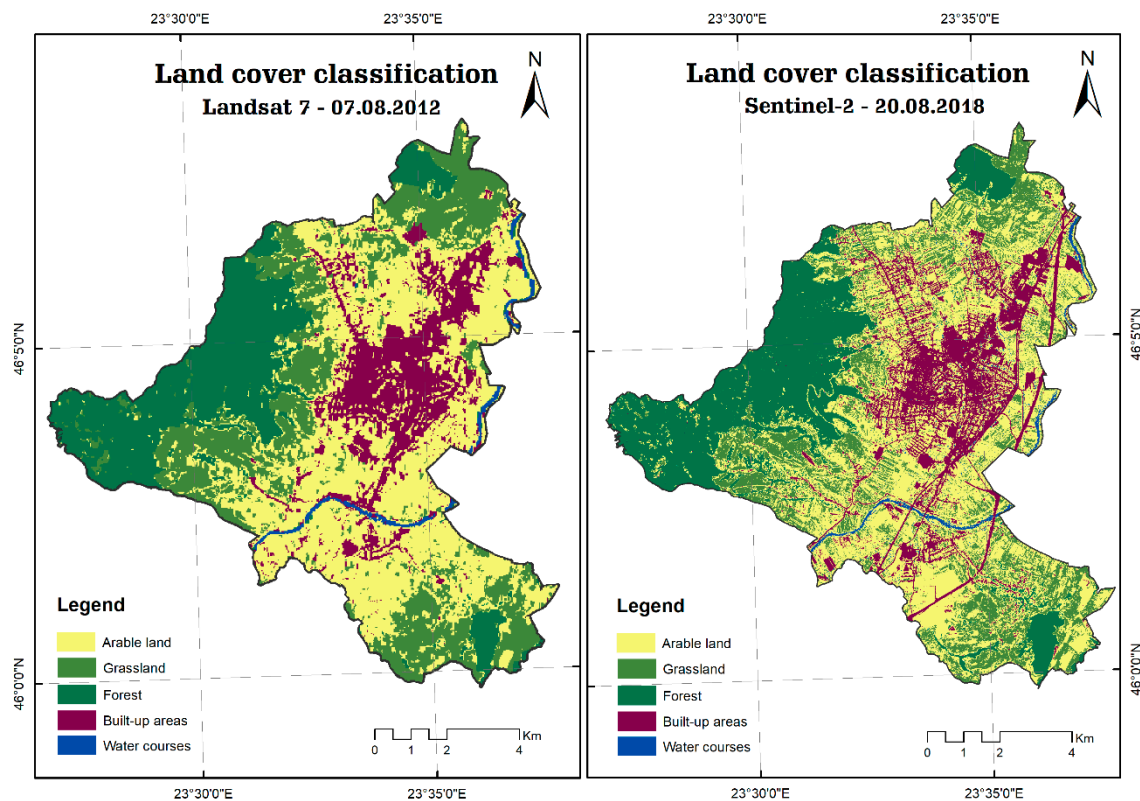 23°30'0"E 23°35'0"E
Land cover classification
Landsat 7 - 07.08.2012
N
46°5'0"N
46°0'0"N
Legend
Arable land
Grassland
Forest
Built-up areas
Water courses
Km
0 1 2 4
23°30'0"E 23°35'0"E
23°30'0"E 23°35'0"E
Land cover classification
Sentinel-2 - 20.08.2018
N
46°5'0"N
46°0'0"N
Legend
Arable land
Grassland
Forest
Built-up areas
Water courses
Km
0 1 2 4
23°30'0"E 23°35'0"E